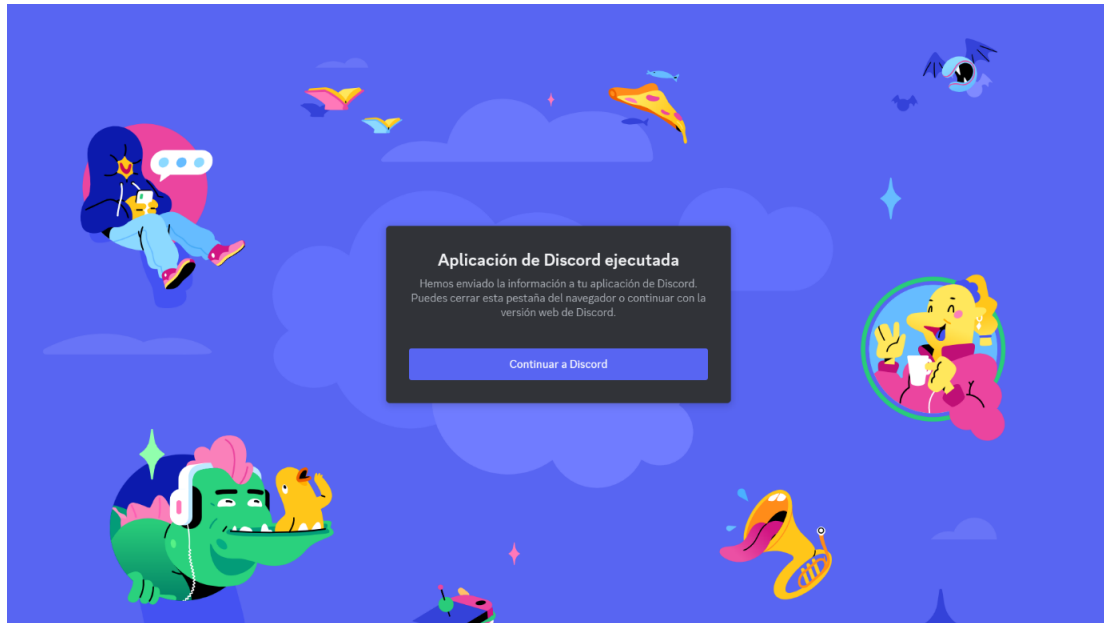 Aplicación de Discord ejecutada
Hemos enviado la información a tu aplicación de Discord.
Puedes cerrar esta pestaña del navegador o continuar con la
versión web de Discord.
Continuar a Discord